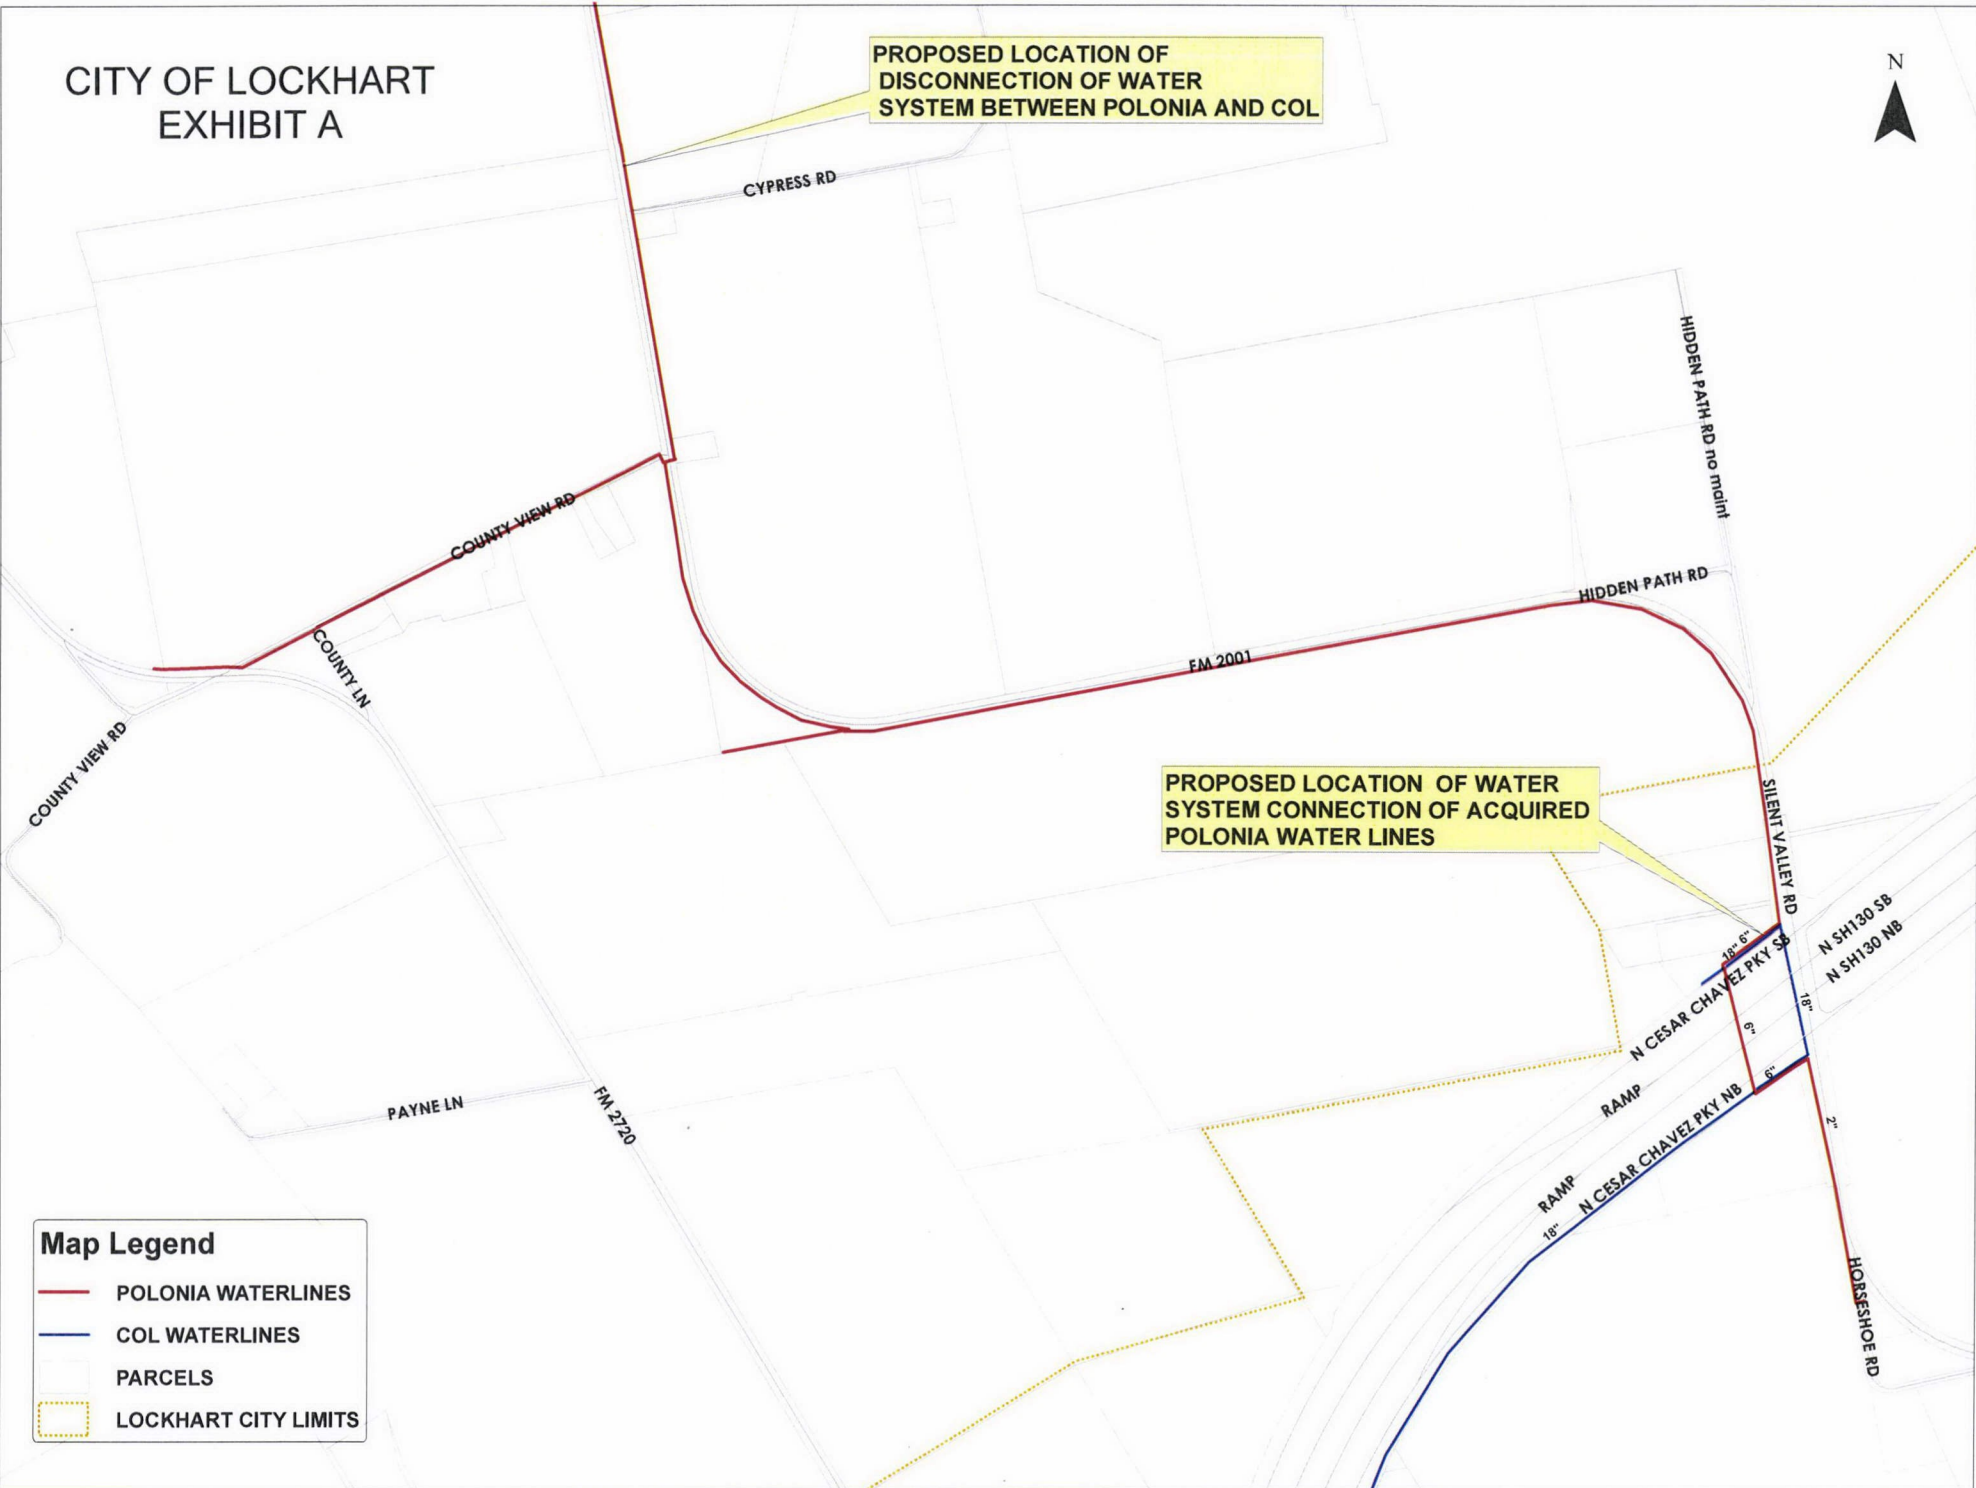 CITY OF LOCKHART
EXHIBIT A
PROPOSED LOCATION OF
DISCONNECTION OF WATER
SYSTEM BETWEEN POLONIA AND COL
N
CYPRESS RD
HIDDEN PATH RD no maint
COUNTY VIEW RD
HIDDEN PATH RD
COUNTY LN
FM 2001
COUNTY VIEW RD
PROPOSED LOCATION OF WATER
SYSTEM CONNECTION OF ACQUIRED
POLONIA WATER LINES
SILENT VALLEY RD
N SH130 SB
N SH130 NB
18" 6"
N CESAR CHAVEZ PKY SB
18"
6"
6"
RAMP
PAYNE LN
FM 2720
2"
N CESAR CHAVEZ PKY NB
RAMP
18"
HORSESHOE RD
Map Legend
POLONIA WATERLINES
COL WATERLINES
PARCELS
LOCKHART CITY LIMITS